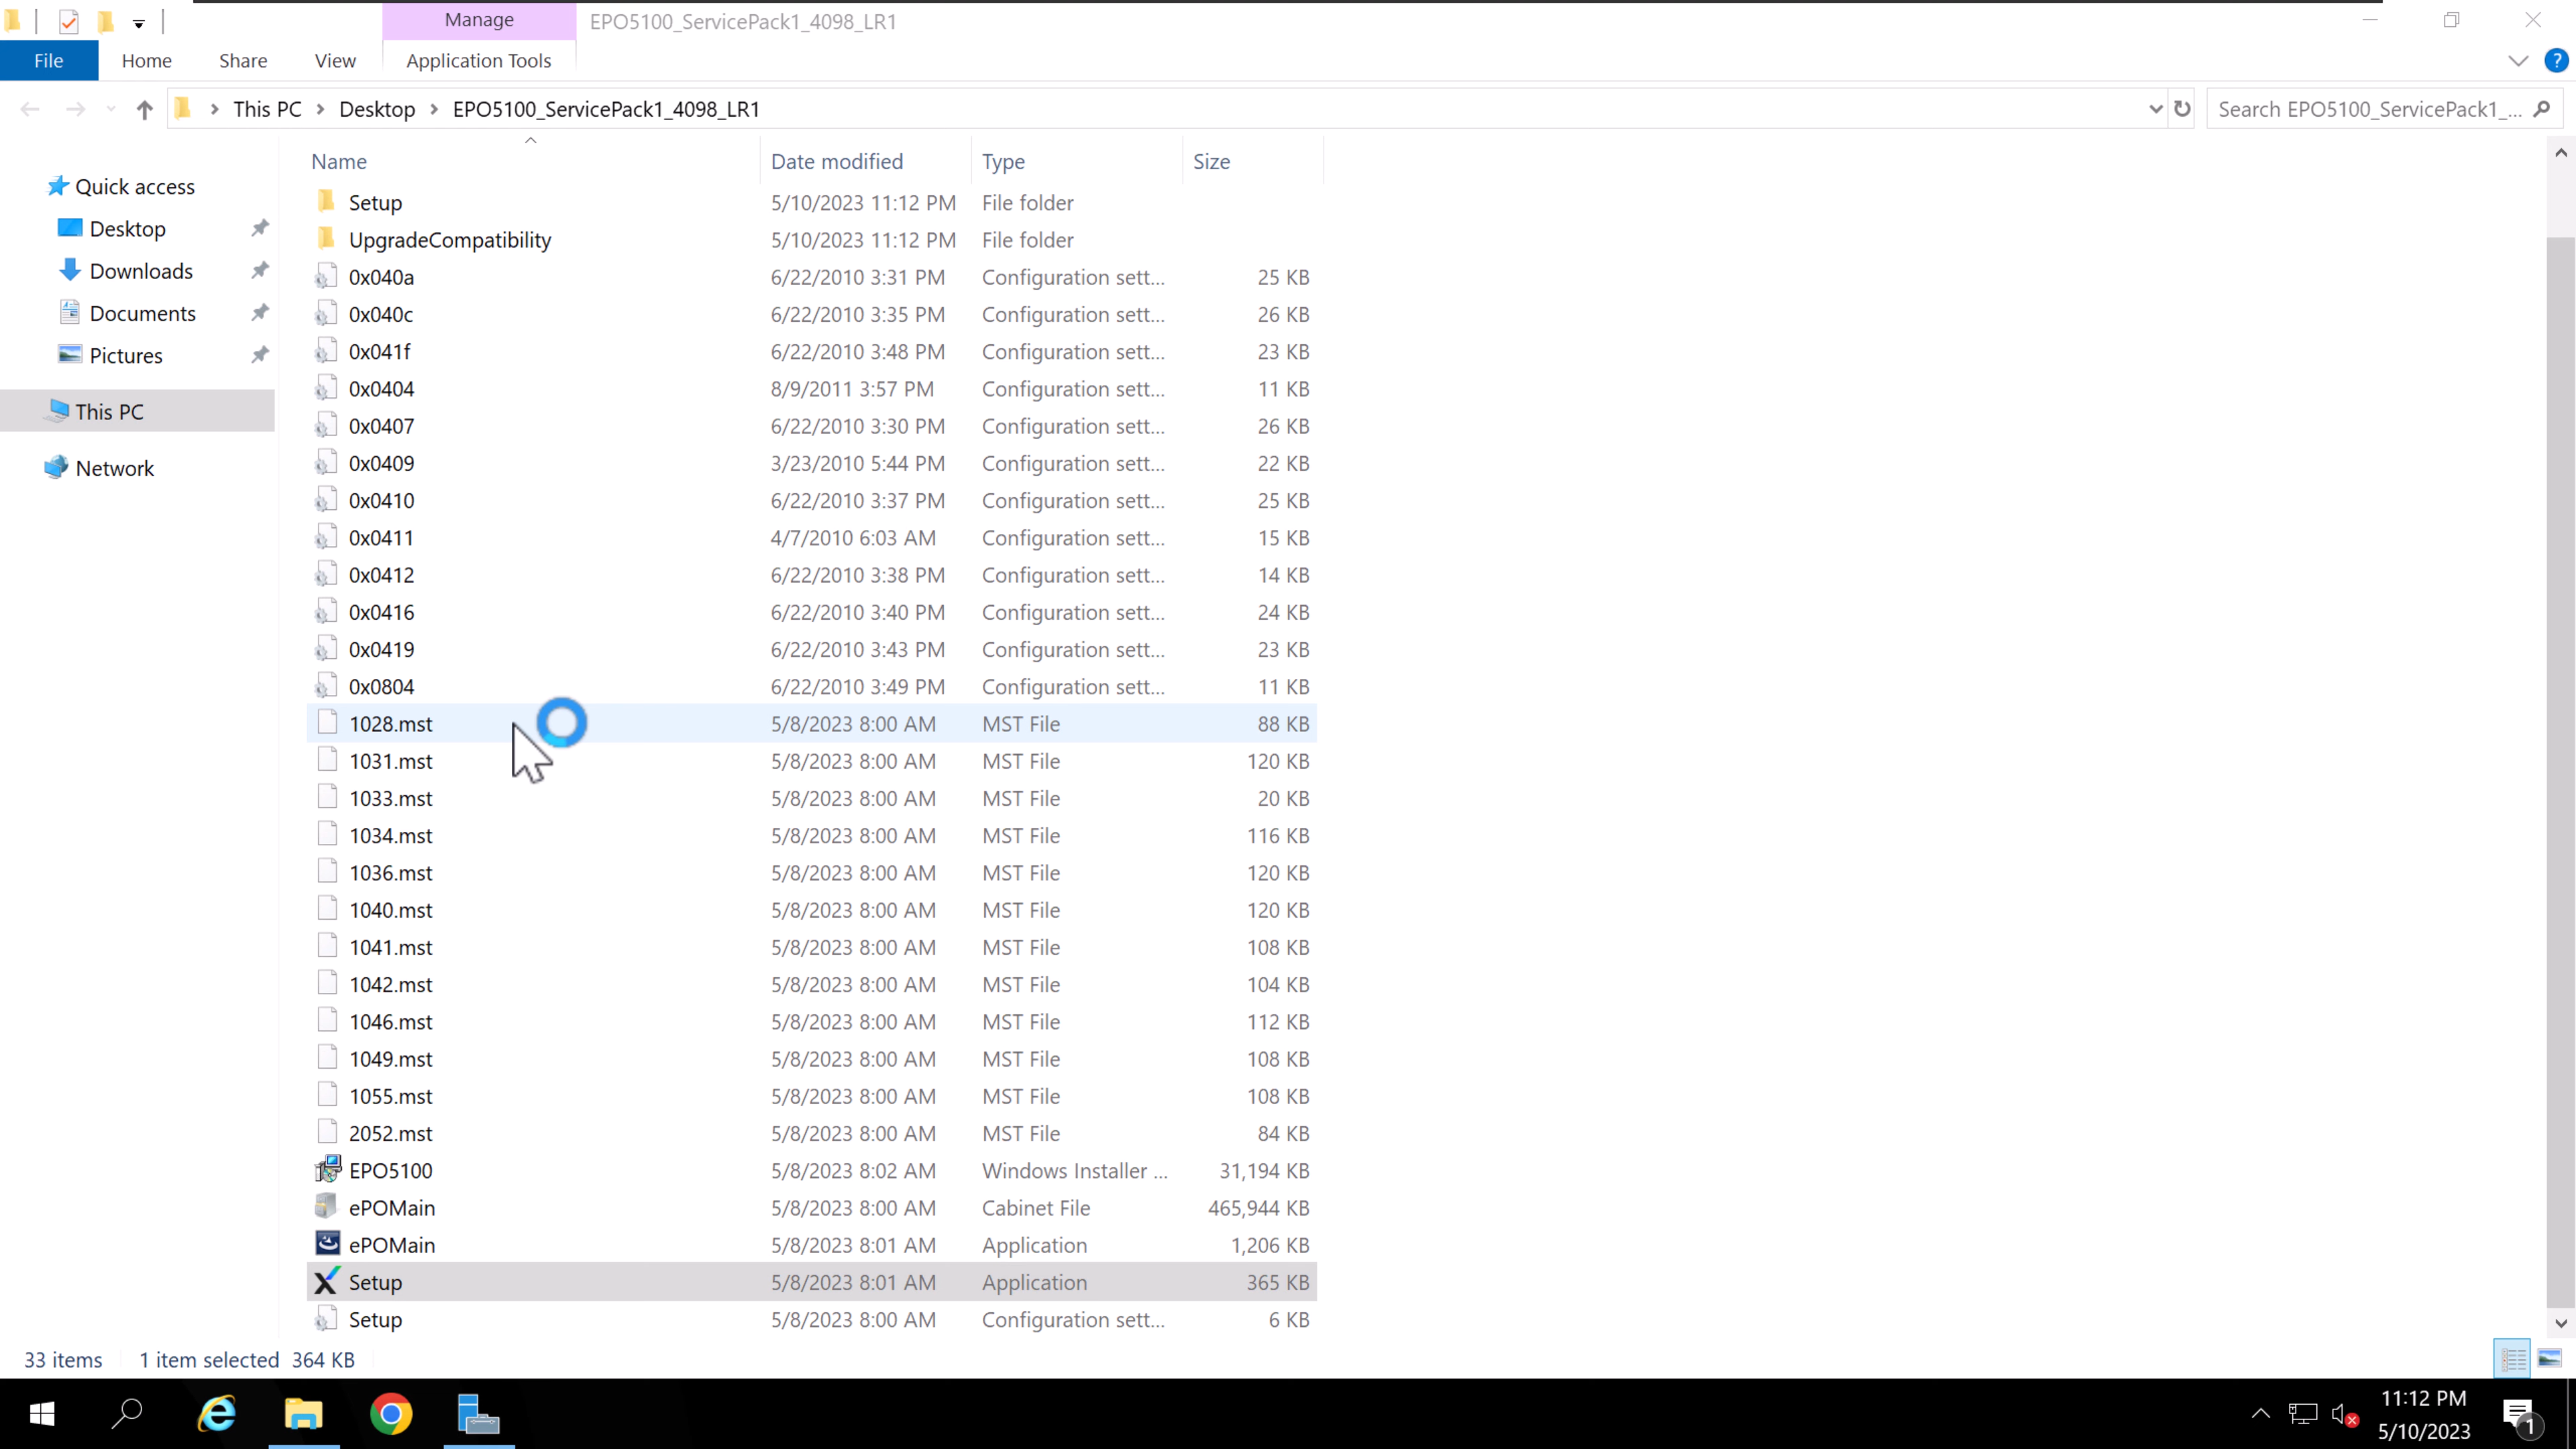 Manage
EPO5100_ServicePack1_4098_LR1
File Home Share View Application Tools
?
This PC Desktop EPO5100_ServicePack1_4098_LR1
Search EPO5100_ServicePack1_...
Name Date modified Type Size
Quick access
Desktop
Downloads
Documents
Pictures
This PC
Network
Setup 5/10/2023 11:12 PM File folder
UpgradeCompatibility 5/10/2023 11:12 PM File folder
0x040a 6/22/2010 3:31 PM Configuration sett... 25 KB
0x040c 6/22/2010 3:35 PM Configuration sett... 26 KB
0x041f 6/22/2010 3:48 PM Configuration sett... 23 KB
0x0404 8/9/2011 3:57 PM Configuration sett... 11 KB
0x0407 6/22/2010 3:30 PM Configuration sett... 26 KB
0x0409 3/23/2010 5:44 PM Configuration sett... 22 KB
0x0410 6/22/2010 3:37 PM Configuration sett... 25 KB
0x0411 4/7/2010 6:03 AM Configuration sett... 15 KB
0x0412 6/22/2010 3:38 PM Configuration sett... 14 KB
0x0416 6/22/2010 3:40 PM Configuration sett... 24 KB
0x0419 6/22/2010 3:43 PM Configuration sett... 23 KB
0x0804 6/22/2010 3:49 PM Configuration sett... 11 KB
1028.mst 5/8/2023 8:00 AM MST File 88 KB
1031.mst 5/8/2023 8:00 AM MST File 120 KB
1033.mst 5/8/2023 8:00 AM MST File 20 KB
1034.mst 5/8/2023 8:00 AM MST File 116 KB
1036.mst 5/8/2023 8:00 AM MST File 120 KB
1040.mst 5/8/2023 8:00 AM MST File 120 KB
1041.mst 5/8/2023 8:00 AM MST File 108 KB
1042.mst 5/8/2023 8:00 AM MST File 104 KB
1046.mst 5/8/2023 8:00 AM MST File 112 KB
1049.mst 5/8/2023 8:00 AM MST File 108 KB
1055.mst 5/8/2023 8:00 AM MST File 108 KB
2052.mst 5/8/2023 8:00 AM MST File 84 KB
EPO5100 5/8/2023 8:02 AM Windows Installer ... 31,194 KB
ePOMain 5/8/2023 8:00 AM Cabinet File 465,944 KB
ePOMain 5/8/2023 8:01 AM Application 1,206 KB
Setup 5/8/2023 8:01 AM Application 365 KB
Setup 5/8/2023 8:00 AM Configuration sett... 6 KB
33 items 1 item selected 364 KB
11:12 PM
5/10/2023
1